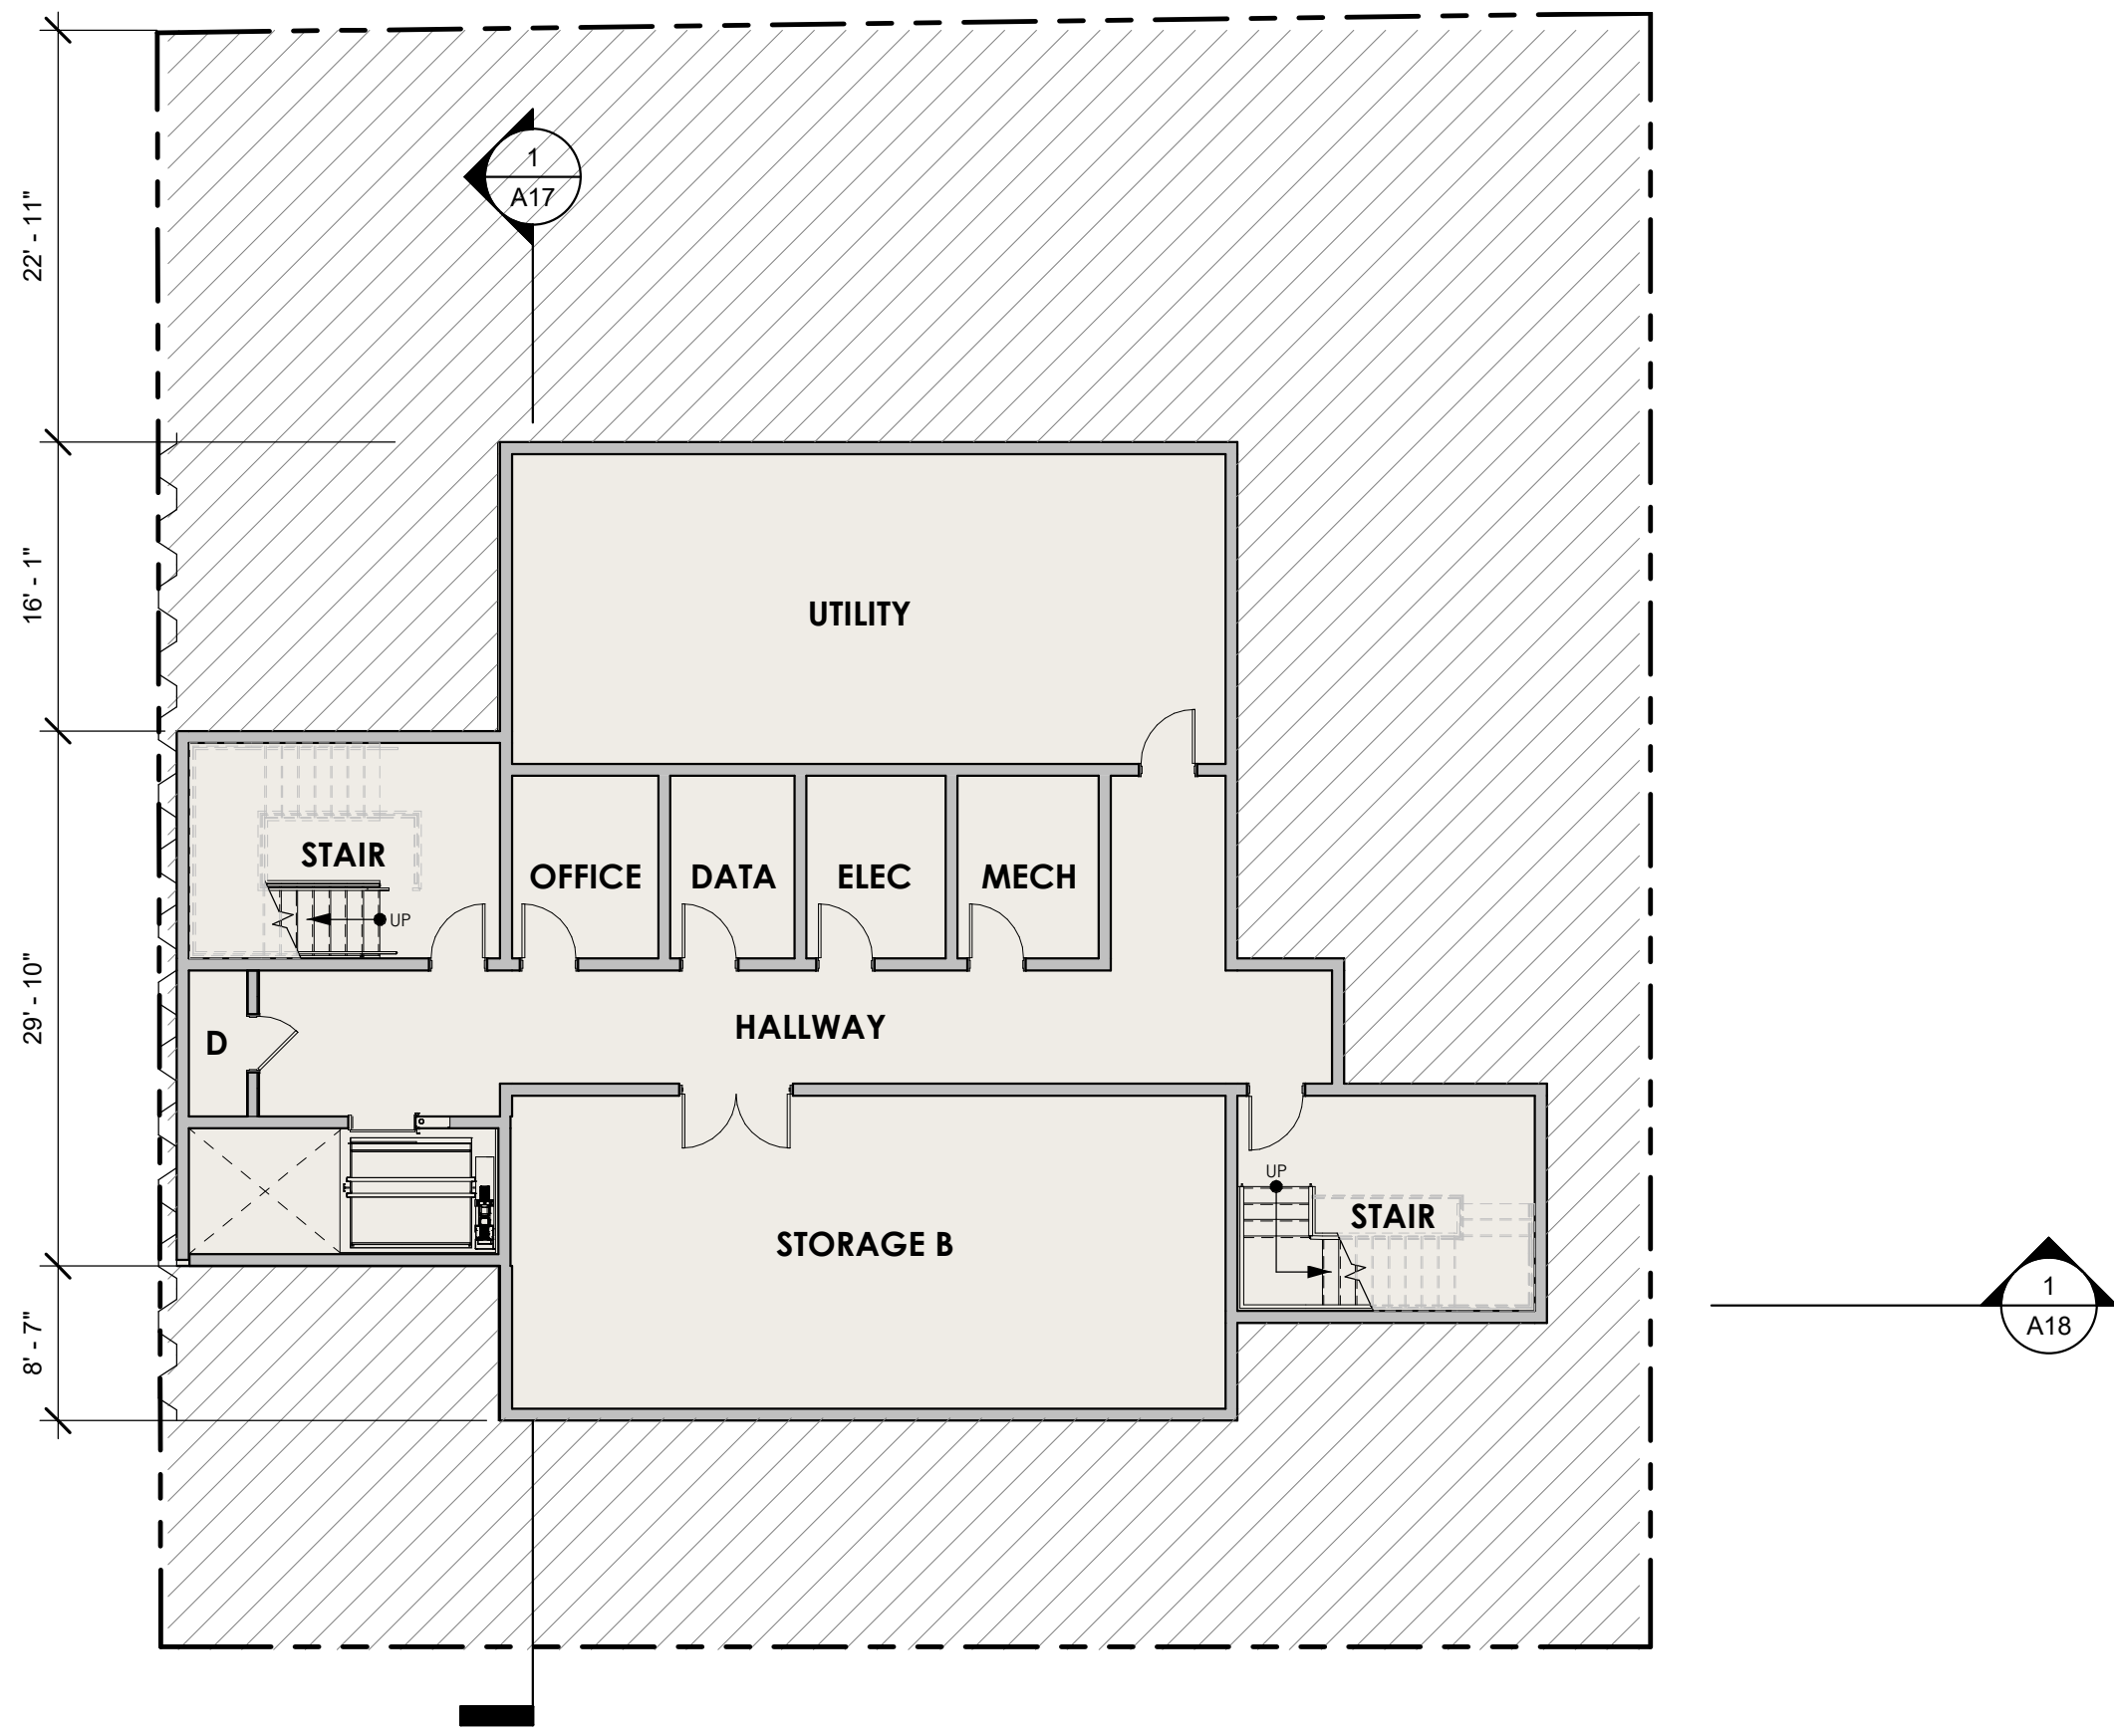 1
A17
22' - 11"
16' - 1"
UTILITY
STAIR
UP
OFFICE
DATA
ELEC
MECH
29' - 10"
HALLWAY
D
UP
STAIR
STORAGE B
1
A18
8' - 7"